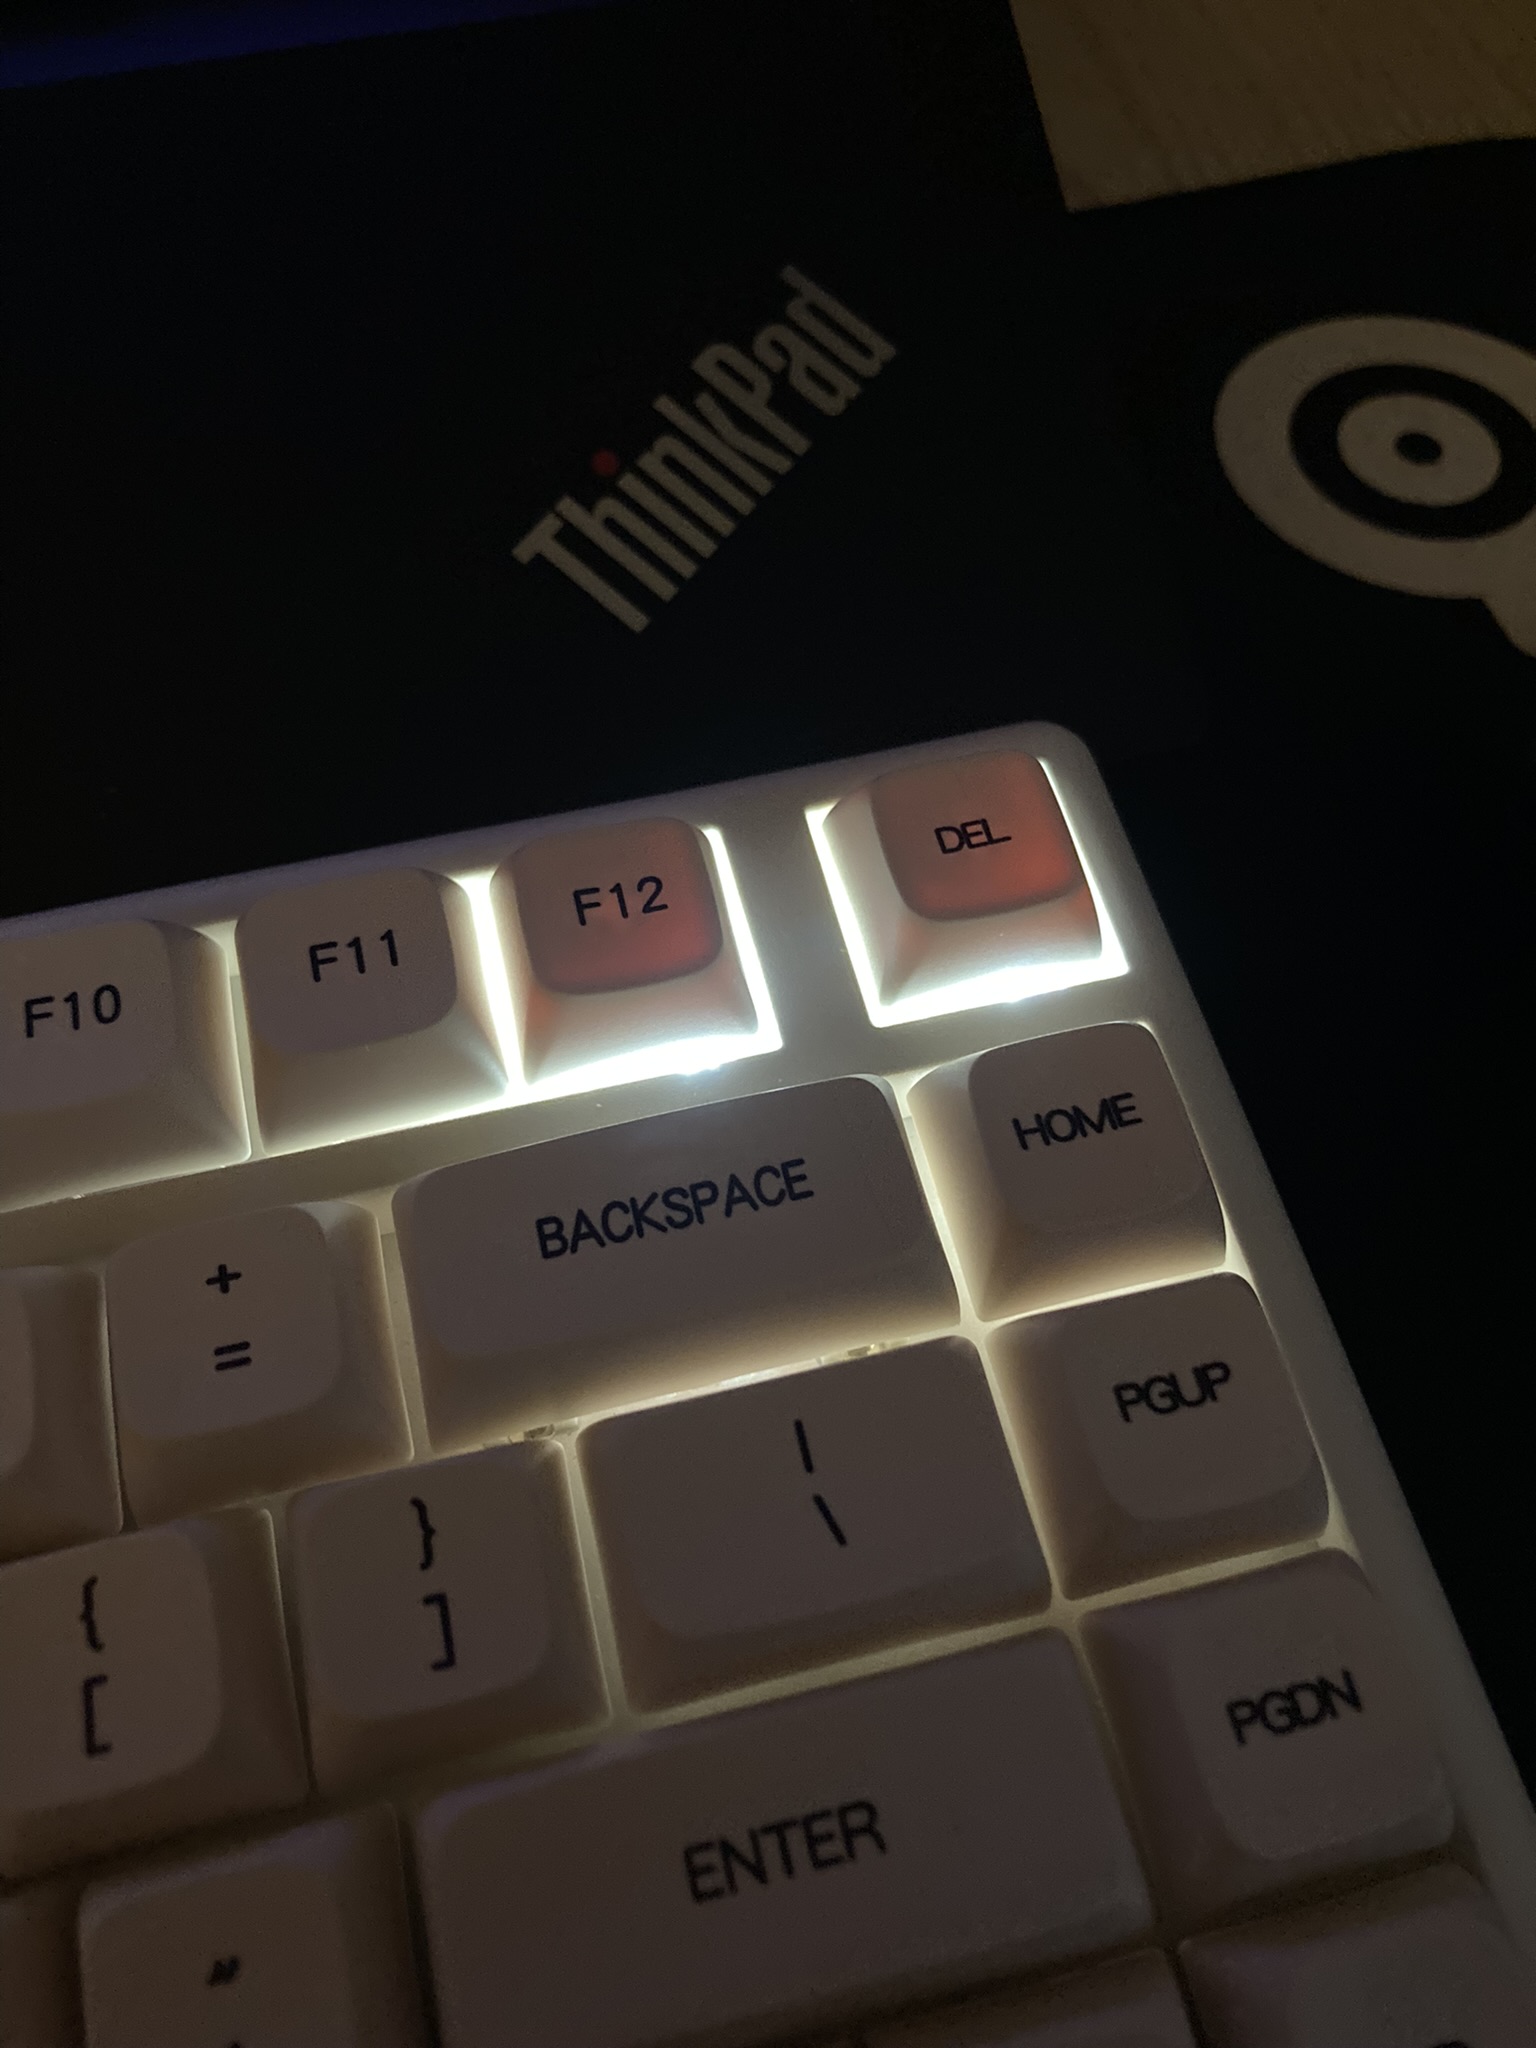 ThinkPad
F10
F11
F12
DEL
+
=
BACKSPACE
HOME
{
[
}
]
|
\
PGUP
ENTER
PGDN
"